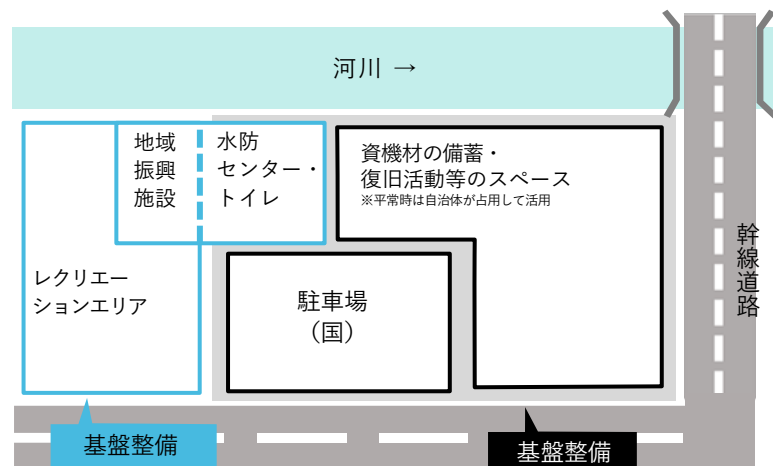 河川 →
地域
振興
施設
水防
センター・
トイレ
資機材の備蓄・
復旧活動等のスペース
※平常時は自治体が占用して活用
レクリエー
ションエリア
駐車場
（国）
幹線道路
基盤整備
基盤整備